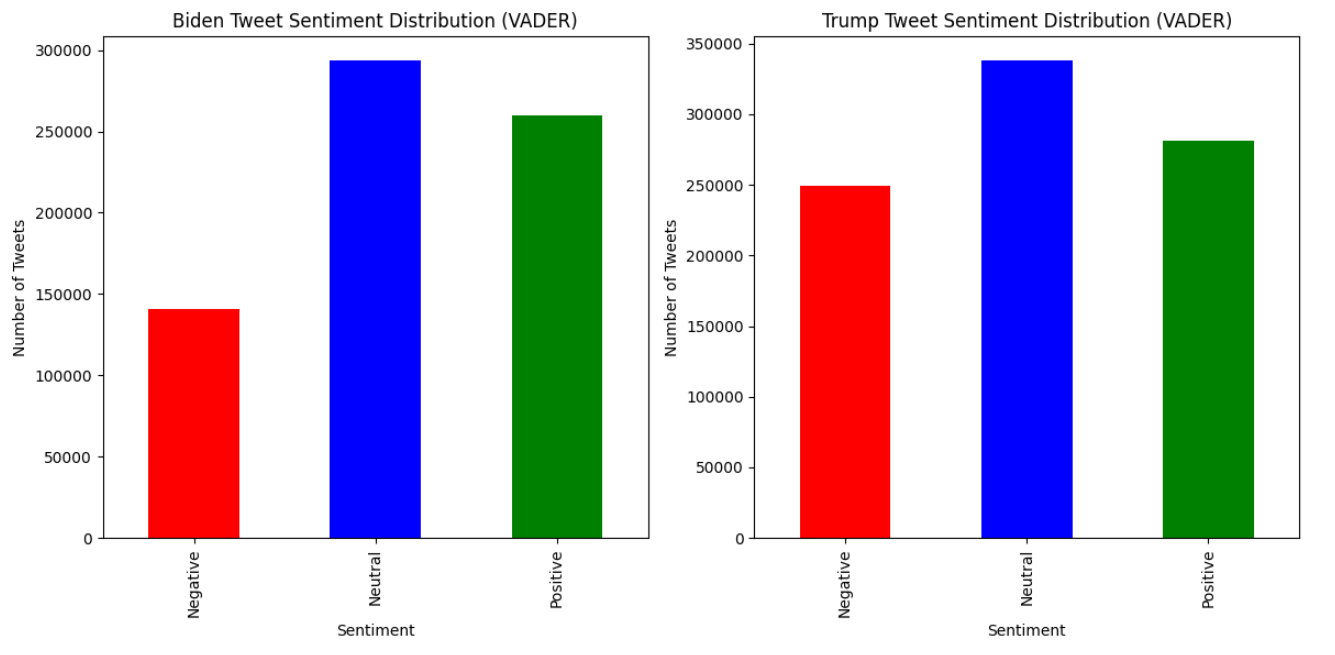 Biden Tweet Sentiment Distribution (VADER)
300000
250000
200000
150000
100000
50000
0
Number of Tweets
Negative
Neutral
Positive
Sentiment
Trump Tweet Sentiment Distribution (VADER)
350000
300000
250000
200000
150000
100000
50000
0
Number of Tweets
Negative
Neutral
Positive
Sentiment